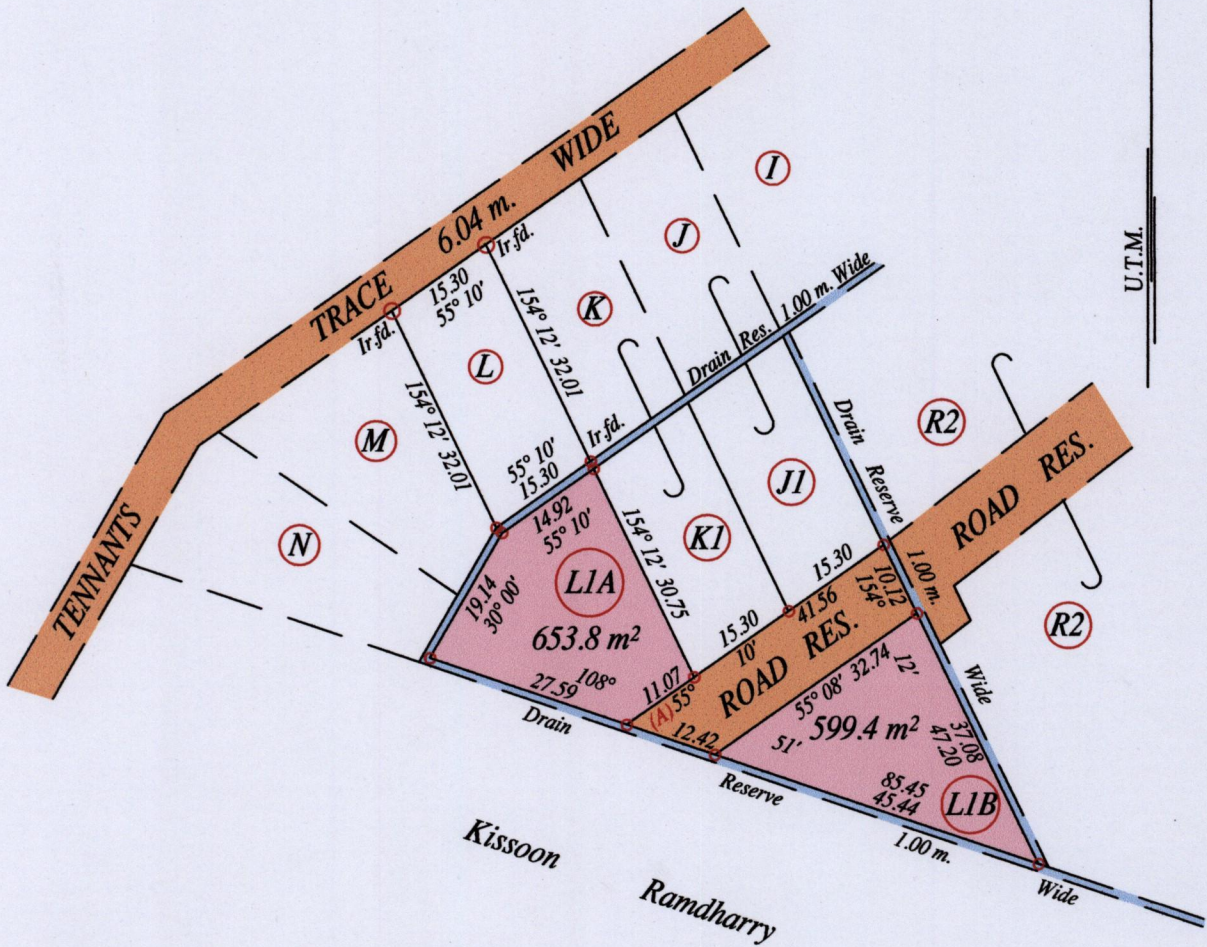 TENNANTS TRACE 6.04 m. WIDE
I
J
K
L
M
N
U.T.M.
Ir.fd.
15.30
55° 10'
Ir.fd.
154° 12' 32.01
154° 12' 32.01
Ir.fd.
55° 10'
15.30
Drain Res. 1.00 m. Wide
R2
J1
K1
Drain Reserve 1.00 m. Wide
ROAD RES.
14.92
55° 10'
L1A
653.8 m²
19.14
30° 00'
154° 12' 30.75
15.30
15.30
41.56
10'
55°
11.07
(A)
10.12
154°
12'
R2
ROAD RES.
27.59
108°
51'
12.42
55° 08' 32.74
599.4 m²
37.08
47.20
85.45
45.44
L1B
Drain Reserve 1.00 m. Wide
Kissoon Ramdharry